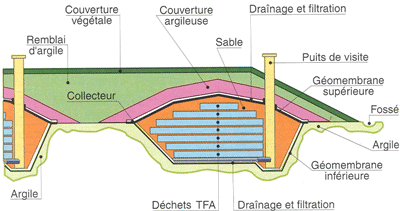 Couverture
végétale
Couverture
argileuse
Drainage et filtration
Remblai
d'argile
Sable
Puits de visite
Collecteur
Géomembrane
supérieure
Fossé
Argile
Géomembrane
inférieure
Argile
Déchets TFA
Drainage et filtration